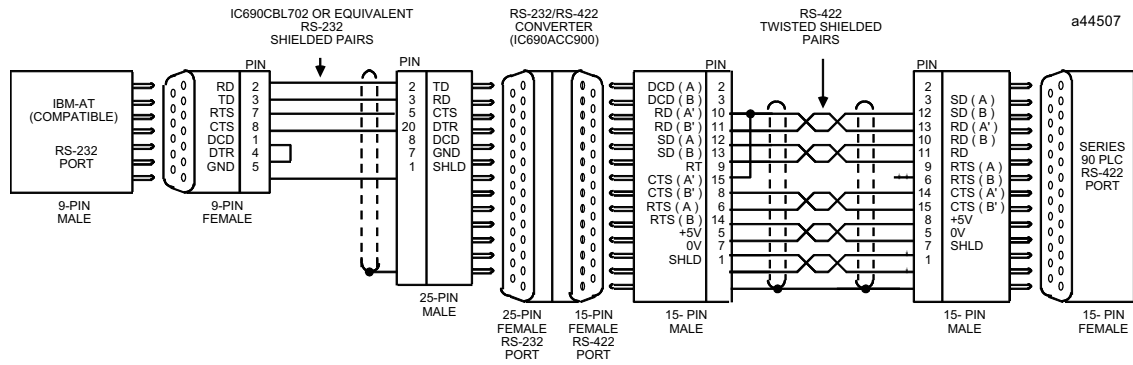 IC690CBL702 OR EQUIVALENT
RS-232
SHIELDED PAIRS
RS-232/RS-422
CONVERTER
(IC690ACC900)
RS-422
TWISTED SHIELDED
PAIRS
a44507
IBM-AT
(COMPATIBLE)
RS-232
PORT
9-PIN
MALE
PIN
RD 2
TD 3
RTS 7
CTS 8
DCD 1
DTR 4
GND 5
9-PIN
FEMALE
PIN
2 TD
3 RD
5 CTS
20 DTR
8 DCD
7 GND
1 SHLD
25-PIN
MALE
25-PIN
FEMALE
RS-232
PORT
15-PIN
FEMALE
RS-422
PORT
PIN
DCD ( A ) 2
DCD ( B ) 3
RD ( A' ) 10
RD ( B' ) 11
SD ( A ) 12
SD ( B ) 13
RT 9
CTS ( A' ) 15
CTS ( B' ) 8
RTS ( A ) 6
RTS ( B ) 14
+5V 5
0V 7
SHLD 1
15- PIN
MALE
PIN
2
3 SD ( A )
12 SD ( B )
13 RD ( A' )
10 RD ( B )
11 RD
9 RTS ( A )
6 RTS ( B )
14 CTS ( A' )
15 CTS ( B' )
8 +5V
5 0V
7 SHLD
1
15- PIN
MALE
SERIES
90 PLC
RS-422
PORT
15- PIN
FEMALE